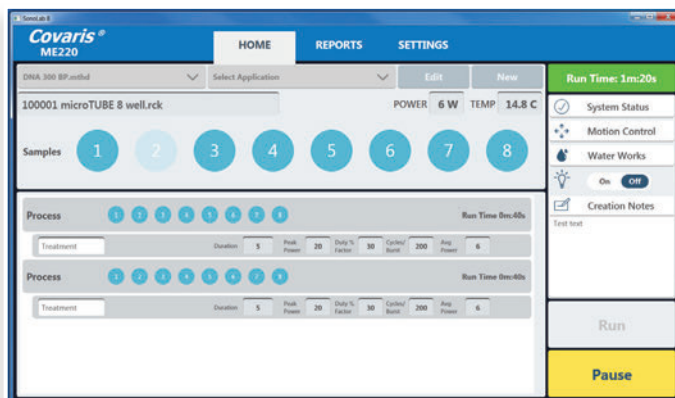 SonoLab 8
Covaris ®
ME220
HOME REPORTS SETTINGS
DNA 300 BP.mthd Select Application Edit New
Run Time: 1m:20s
100001 microTUBE 8 well.rck POWER 6 W TEMP 14.8 C
System Status
Motion Control
Water Works
On Off
Creation Notes
Test text
Samples 1 2 3 4 5 6 7 8
Process 1 2 3 4 5 6 7 8 Run Time 0m:40s
Treatment Duration 5 Peak Power 20 Duty % Factor 30 Cycles/ Burst 200 Avg Power 6
Process 1 2 3 4 5 6 7 8 Run Time 0m:40s
Treatment Duration 5 Peak Power 20 Duty % Factor 30 Cycles/ Burst 200 Avg Power 6
Run
Pause